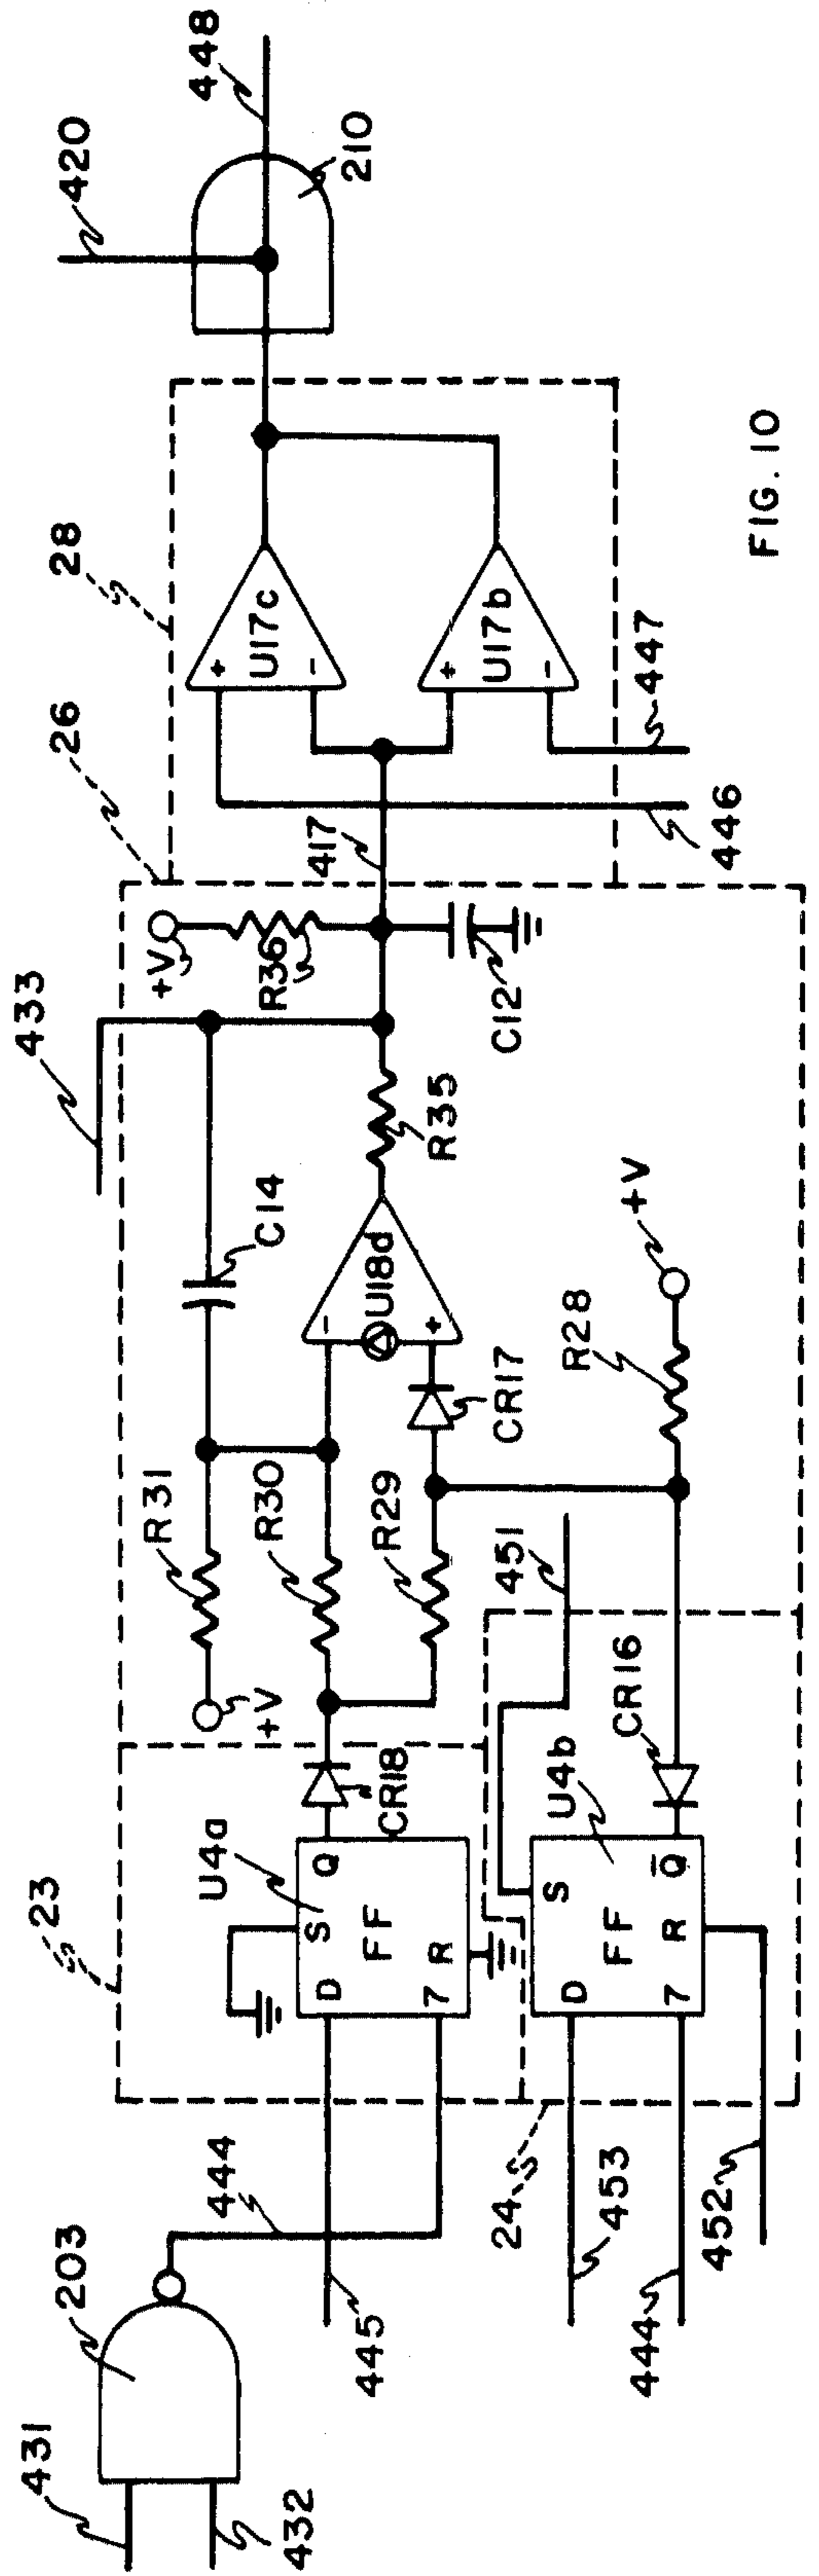 431
432
203
444
445
453
444
452
24
23
U4a
D
S
Q
7
FF
R
CR18
D
S
7
FF
R
Q̅
U4b
CR16
451
+V
R31
R30
R29
C14
-
+
U18d
CR17
R28
+V
433
R35
+V
R36
C12
26
417
28
+
-
U17c
+
-
U17b
446
447
420
210
448
FIG. 10